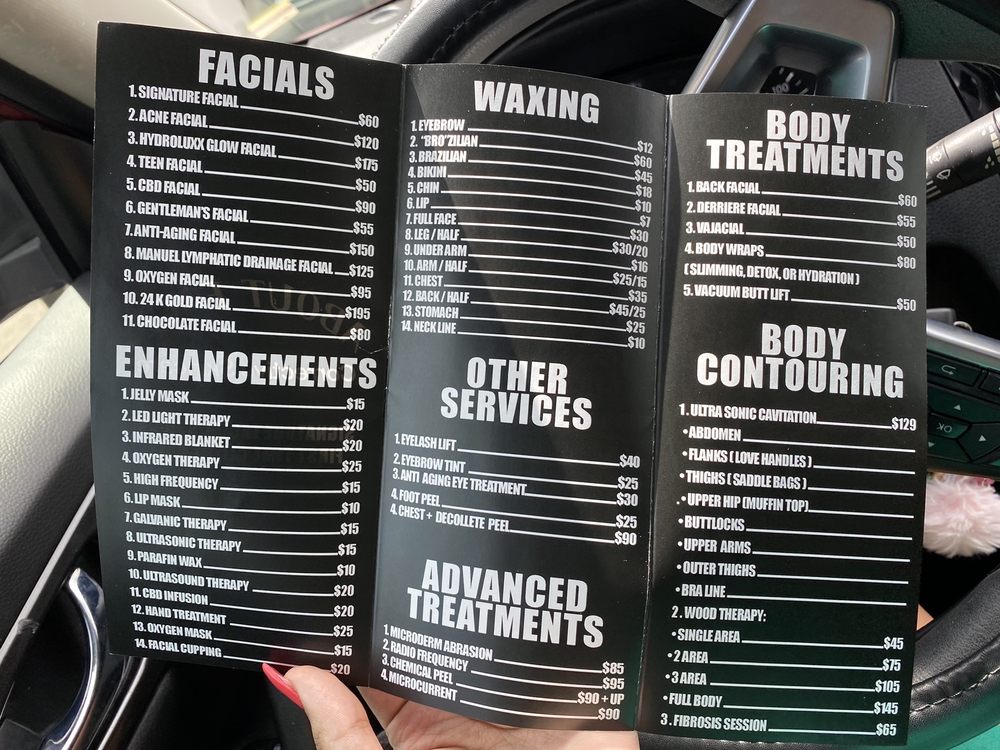 FACIALS
1. SIGNATURE FACIAL $60
2. ACNE FACIAL $120
3. HYDROLUXX GLOW FACIAL $175
4. TEEN FACIAL $50
5. CBD FACIAL $90
6. GENTLEMAN'S FACIAL $55
7. ANTI-AGING FACIAL $150
8. MANUEL LYMPHATIC DRAINAGE FACIAL $125
9. OXYGEN FACIAL $95
10. 24 K GOLD FACIAL $195
11. CHOCOLATE FACIAL $80
ENHANCEMENTS
1. JELLY MASK $15
2. LED LIGHT THERAPY $20
3. INFRARED BLANKET $20
4. OXYGEN THERAPY $25
5. HIGH FREQUENCY $15
6. LIP MASK $10
7. GALVANIC THERAPY $15
8. ULTRASONIC THERAPY $15
9. PARAFIN WAX $10
10. ULTRASOUND THERAPY $20
11. CBD INFUSION $20
12. HAND TREATMENT $25
13. OXYGEN MASK $15
14. FACIAL CUPPING $20
WAXING
1. EYEBROW $12
2. "BRO"ZILIAN $60
3. BRAZILIAN $45
4. BIKINI $18
5. CHIN $10
6. LIP $7
7. FULL FACE $30
8. LEG / HALF $30/20
9. UNDER ARM $16
10. ARM / HALF $25/15
11. CHEST $35
12. BACK / HALF $45/25
13. STOMACH $25
14. NECK LINE $10
OTHER
SERVICES
1. EYELASH LIFT $40
2. EYEBROW TINT $25
3. ANTI AGING EYE TREATMENT $30
4. FOOT PEEL $25
4. CHEST + DECOLLETE PEEL $90
ADVANCED
TREATMENTS
1. MICRODERM ABRASION $85
2. RADIO FREQUENCY $95
3. CHEMICAL PEEL $90 + UP
4. MICROCURRENT $90
BODY
TREATMENTS
1. BACK FACIAL $60
2. DERRIERE FACIAL $55
3. VAJACIAL $50
4. BODY WRAPS $80
( SLIMMING, DETOX, OR HYDRATION )
5. VACUUM BUTT LIFT $50
BODY
CONTOURING
1. ULTRA SONIC CAVITATION $129
• ABDOMEN
• FLANKS ( LOVE HANDLES )
• THIGHS ( SADDLE BAGS )
• UPPER HIP (MUFFIN TOP)
• BUTTLOCKS
• UPPER ARMS
• OUTER THIGHS
• BRA LINE
2. WOOD THERAPY:
• SINGLE AREA $45
• 2 AREA $75
• 3 AREA $105
• FULL BODY $145
3. FIBROSIS SESSION $65
OK